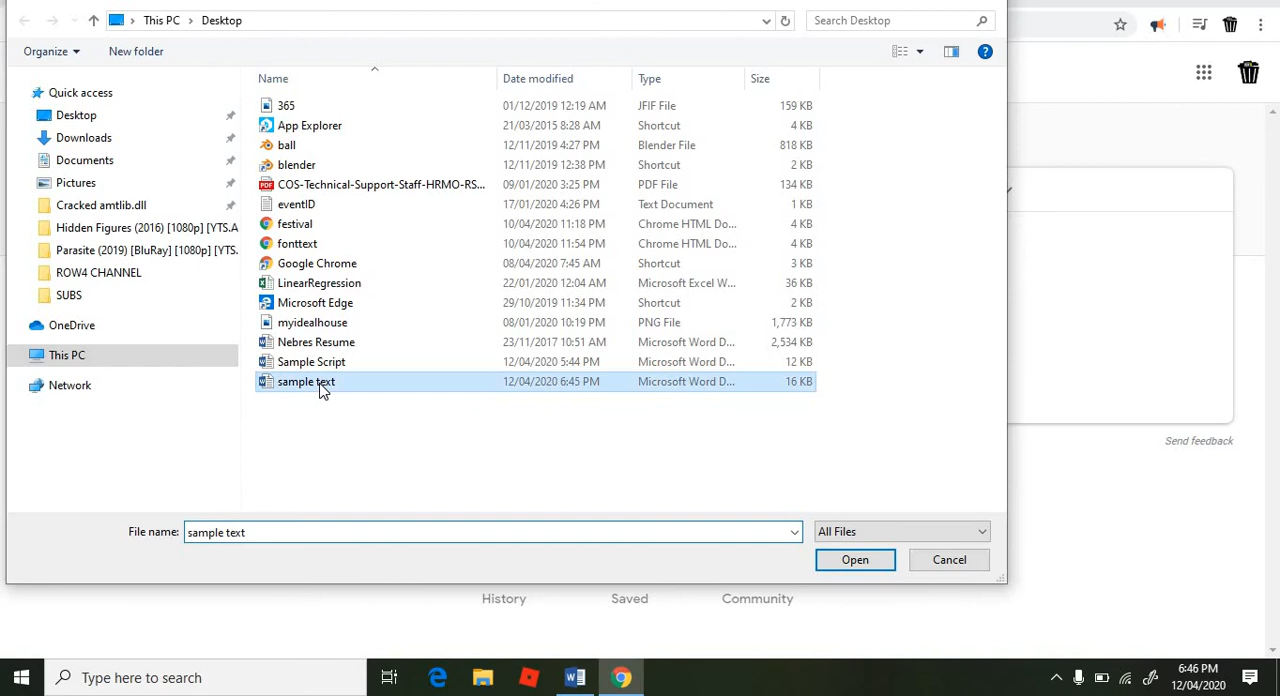 This PC > Desktop
Search Desktop
Organize
New folder
Name
Date modified
Type
Size
Quick access
Desktop
Downloads
Documents
Pictures
Cracked amtlib.dll
Hidden Figures (2016) [1080p] [YTS.A
Parasite (2019) [BluRay] [1080p] [YTS.
ROW4 CHANNEL
SUBS
OneDrive
This PC
Network
365 01/12/2019 12:19 AM JFIF File 159 KB
App Explorer 21/03/2015 8:28 AM Shortcut 4 KB
ball 12/11/2019 4:27 PM Blender File 818 KB
blender 12/11/2019 12:38 PM Shortcut 2 KB
PDF COS-Technical-Support-Staff-HRMO-RS... 09/01/2020 3:25 PM PDF File 134 KB
eventID 17/01/2020 4:26 PM Text Document 1 KB
festival 10/04/2020 11:18 PM Chrome HTML Do... 4 KB
fonttext 10/04/2020 11:54 PM Chrome HTML Do... 4 KB
Google Chrome 08/04/2020 7:45 AM Shortcut 3 KB
LinearRegression 22/01/2020 12:04 AM Microsoft Excel W... 36 KB
Microsoft Edge 29/10/2019 11:34 PM Shortcut 2 KB
myidealhouse 08/01/2020 10:19 PM PNG File 1,773 KB
Nebres Resume 23/11/2017 10:51 AM Microsoft Word D... 2,534 KB
Sample Script 12/04/2020 5:44 PM Microsoft Word D... 12 KB
sample text 12/04/2020 6:45 PM Microsoft Word D... 16 KB
Send feedback
File name: sample text
All Files
Open
Cancel
History
Saved
Community
Type here to search
6:46 PM
12/04/2020